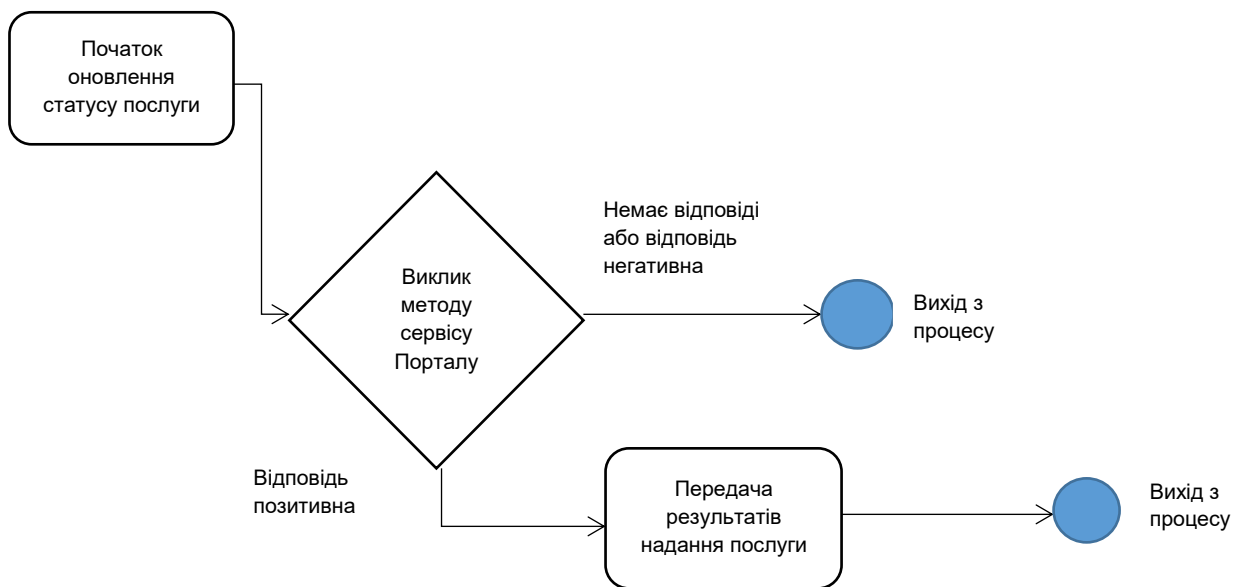 Початок
оновлення
статусу послуги
Немає відповіді
або відповідь
негативна
Виклик
методу
сервісу
Порталу
Вихід з
процесу
Відповідь
позитивна
Передача
результатів
надання послуги
Вихід з
процесу